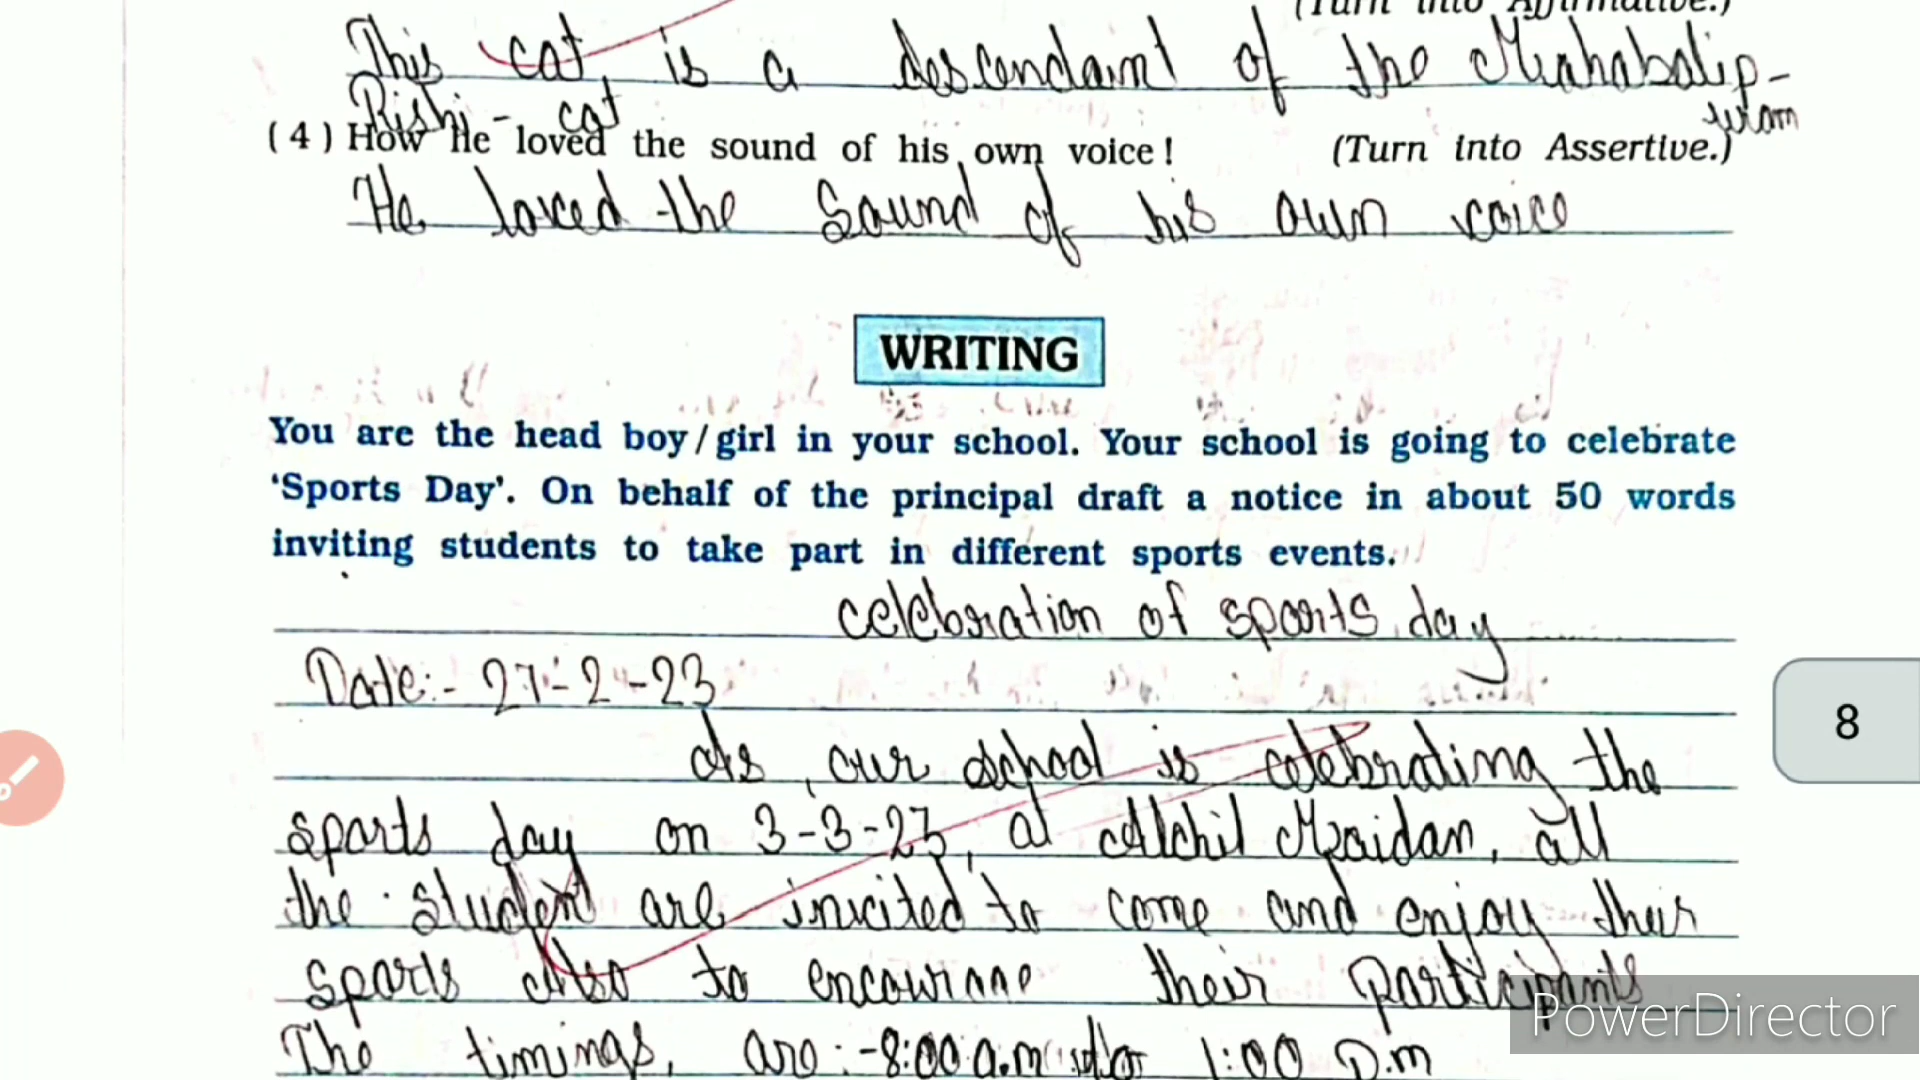 (Turn into Affirmative.)
This cat, is a descendaint of the Mahabalip-
uram
Rishi - cat
( 4 ) How he loved the sound of his own voice ! (Turn into Assertive.)
He loved the Sound of his own voice
WRITING
You are the head boy / girl in your school. Your school is going to celebrate
‘Sports Day’. On behalf of the principal draft a notice in about 50 words
inviting students to take part in different sports events.
celebration of sports day
Date:- 27-2-23
As, our school is celebrating the
sports day on 3-3-23, at Alchil Maidan, all
the student are invited to come and enjoy their
sports also to encourage their participants
The timings, are:-8:00 a.m to 1:00 p.m
8
PowerDirector